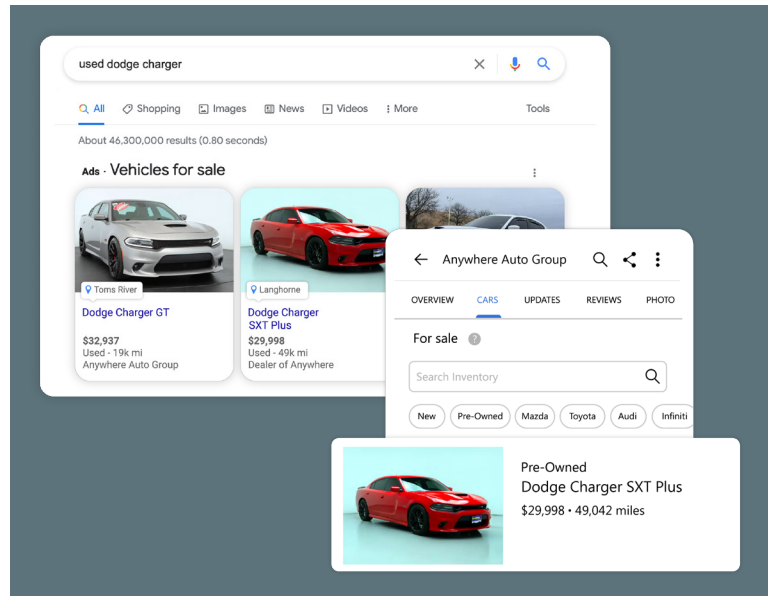 used dodge charger
All
Shopping
Images
News
Videos
More
Tools
About 46,300,000 results (0.80 seconds)
Ads · Vehicles for sale
Toms River
Dodge Charger GT
$32,937
Used - 19k mi
Anywhere Auto Group
Langhorne
Dodge Charger
SXT Plus
$29,998
Used - 49k mi
Dealer of Anywhere
Anywhere Auto Group
OVERVIEW
CARS
UPDATES
REVIEWS
PHOTO
For sale ?
Search Inventory
New
Pre-Owned
Mazda
Toyota
Audi
Infiniti
Pre-Owned
Dodge Charger SXT Plus
$29,998 • 49,042 miles